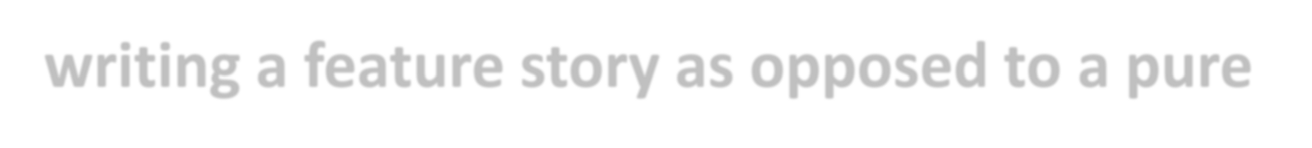 writing a feature story as opposed to a pure